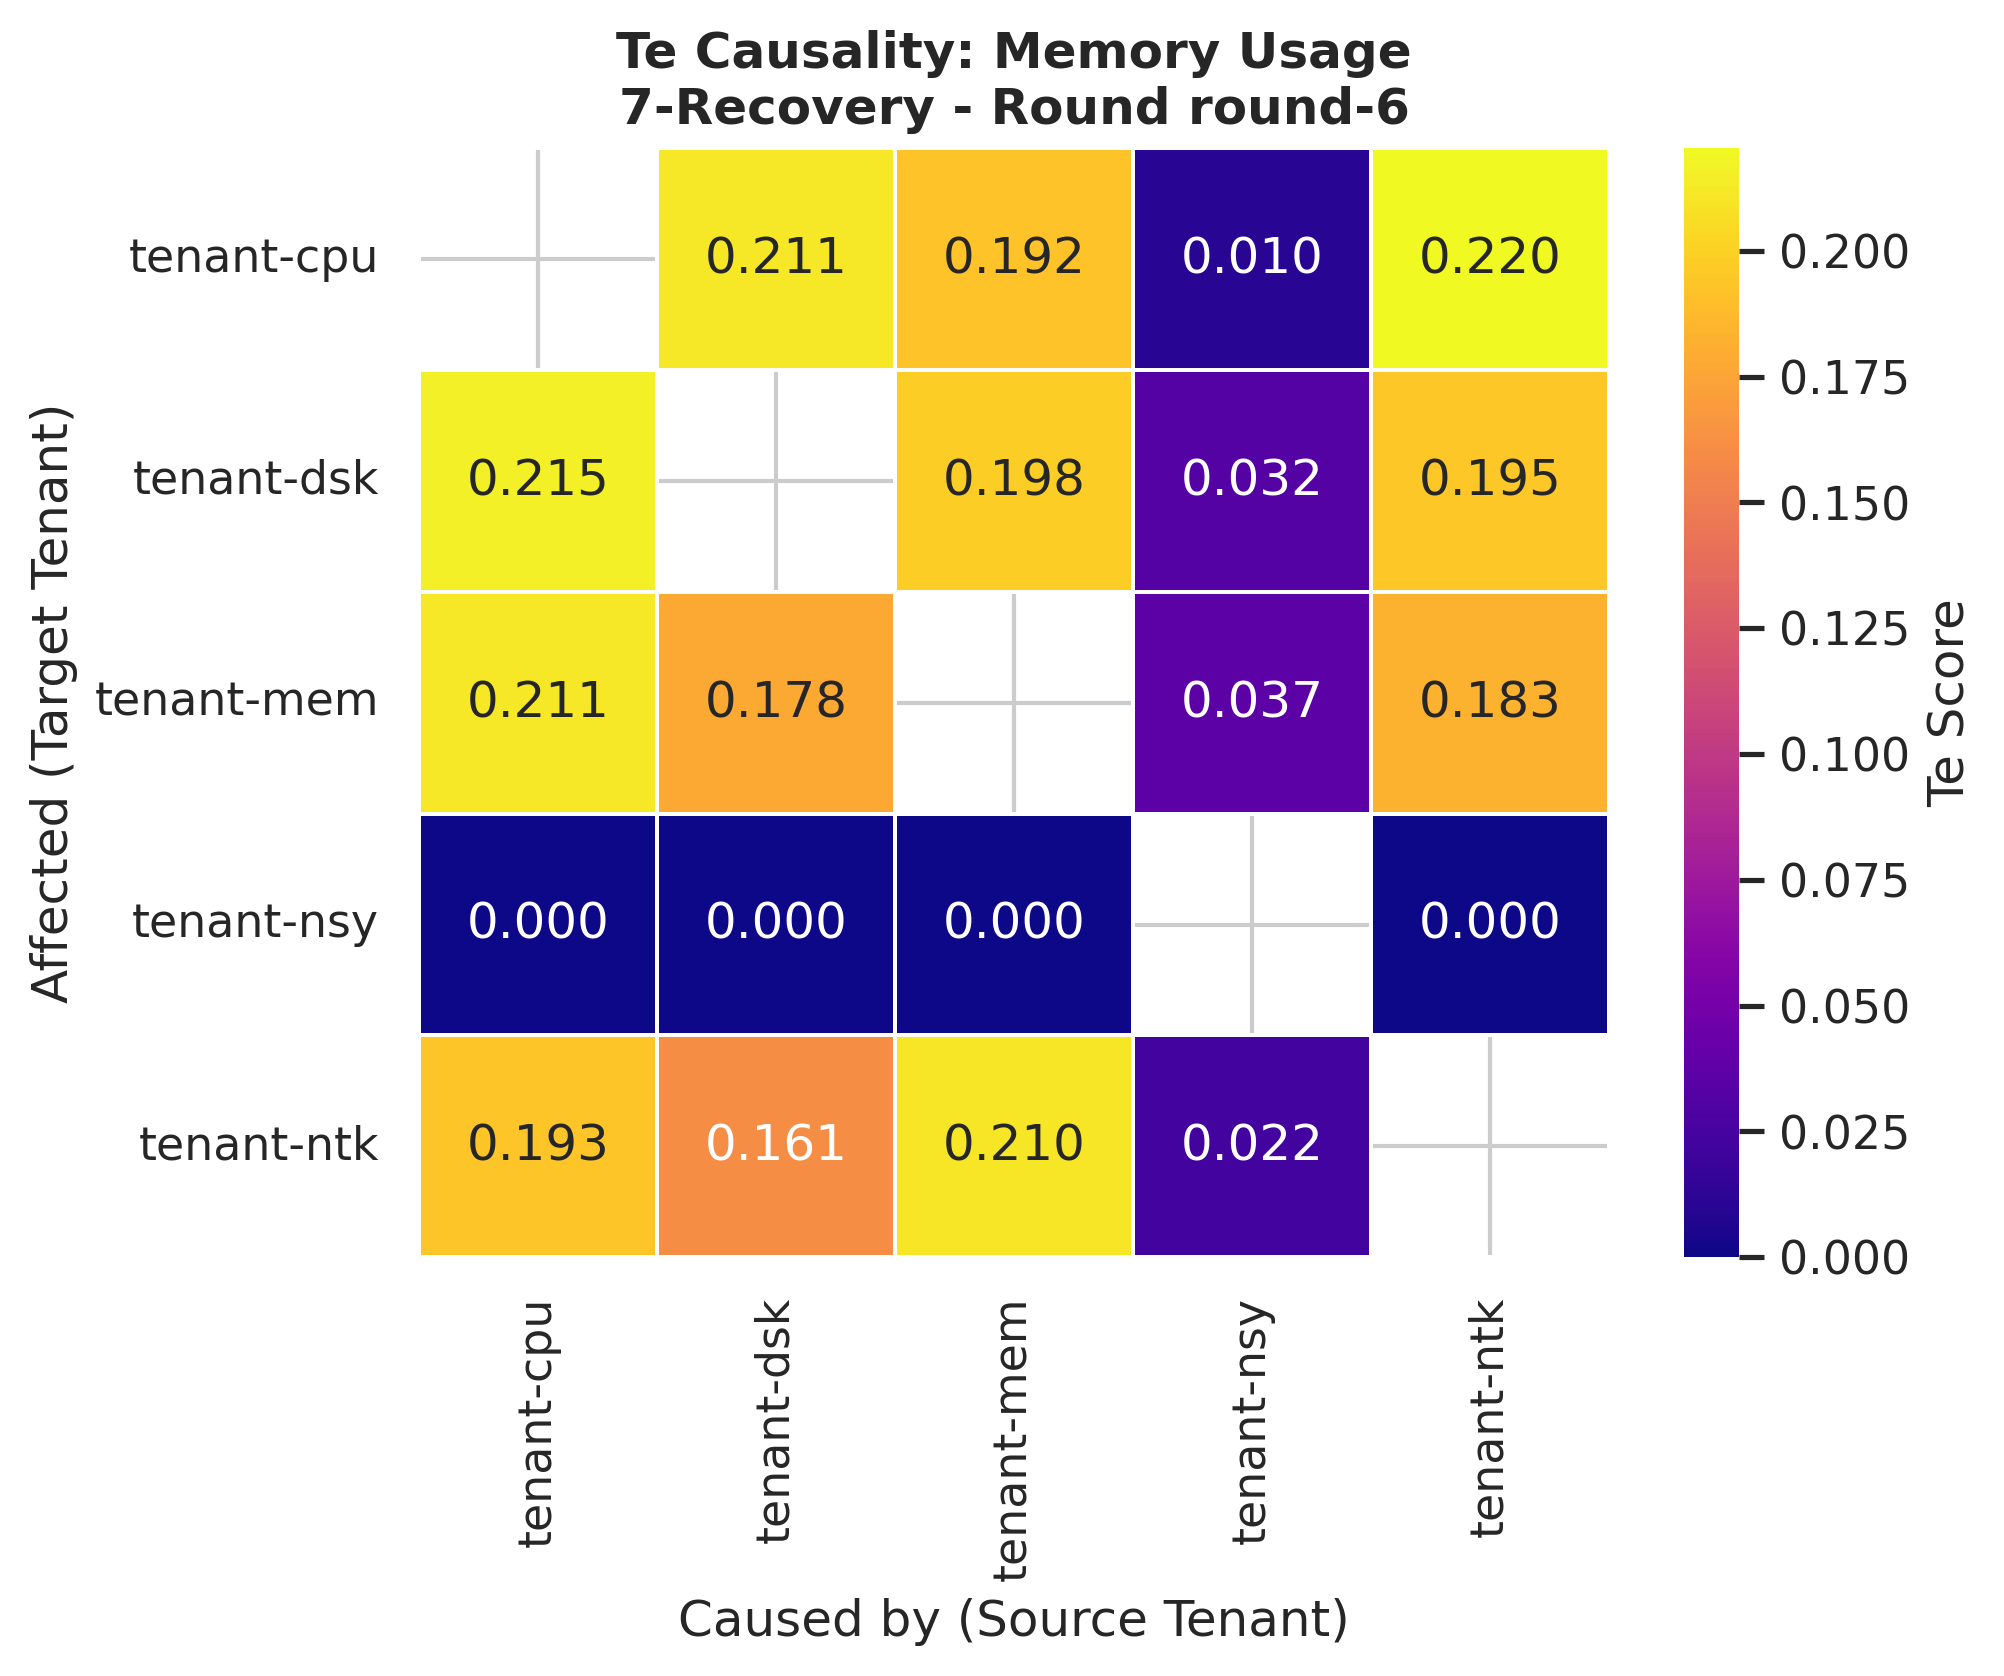 Te Causality: Memory Usage
7-Recovery - Round round-6
Affected (Target Tenant)
tenant-cpu 0.211 0.192 0.010 0.220
tenant-dsk 0.215 0.198 0.032 0.195
tenant-mem 0.211 0.178 0.037 0.183
tenant-nsy 0.000 0.000 0.000 0.000
tenant-ntk 0.193 0.161 0.210 0.022
tenant-cpu
tenant-dsk
tenant-mem
tenant-nsy
tenant-ntk
Caused by (Source Tenant)
0.200
0.175
0.150
0.125
0.100
0.075
0.050
0.025
0.000
Te Score